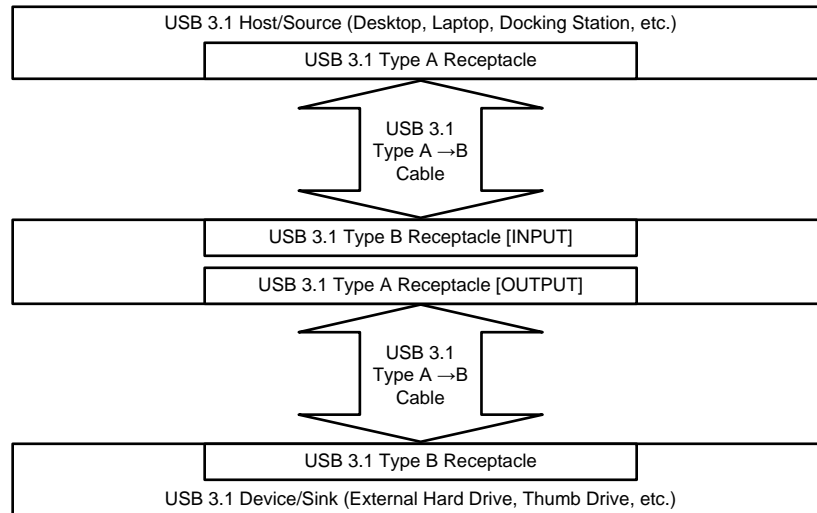 USB 3.1 Host/Source (Desktop, Laptop, Docking Station, etc.)
USB 3.1 Type A Receptacle
USB 3.1
Type A →B
Cable
USB 3.1 Type B Receptacle [INPUT]
USB 3.1 Type A Receptacle [OUTPUT]
USB 3.1
Type A →B
Cable
USB 3.1 Type B Receptacle
USB 3.1 Device/Sink (External Hard Drive, Thumb Drive, etc.)